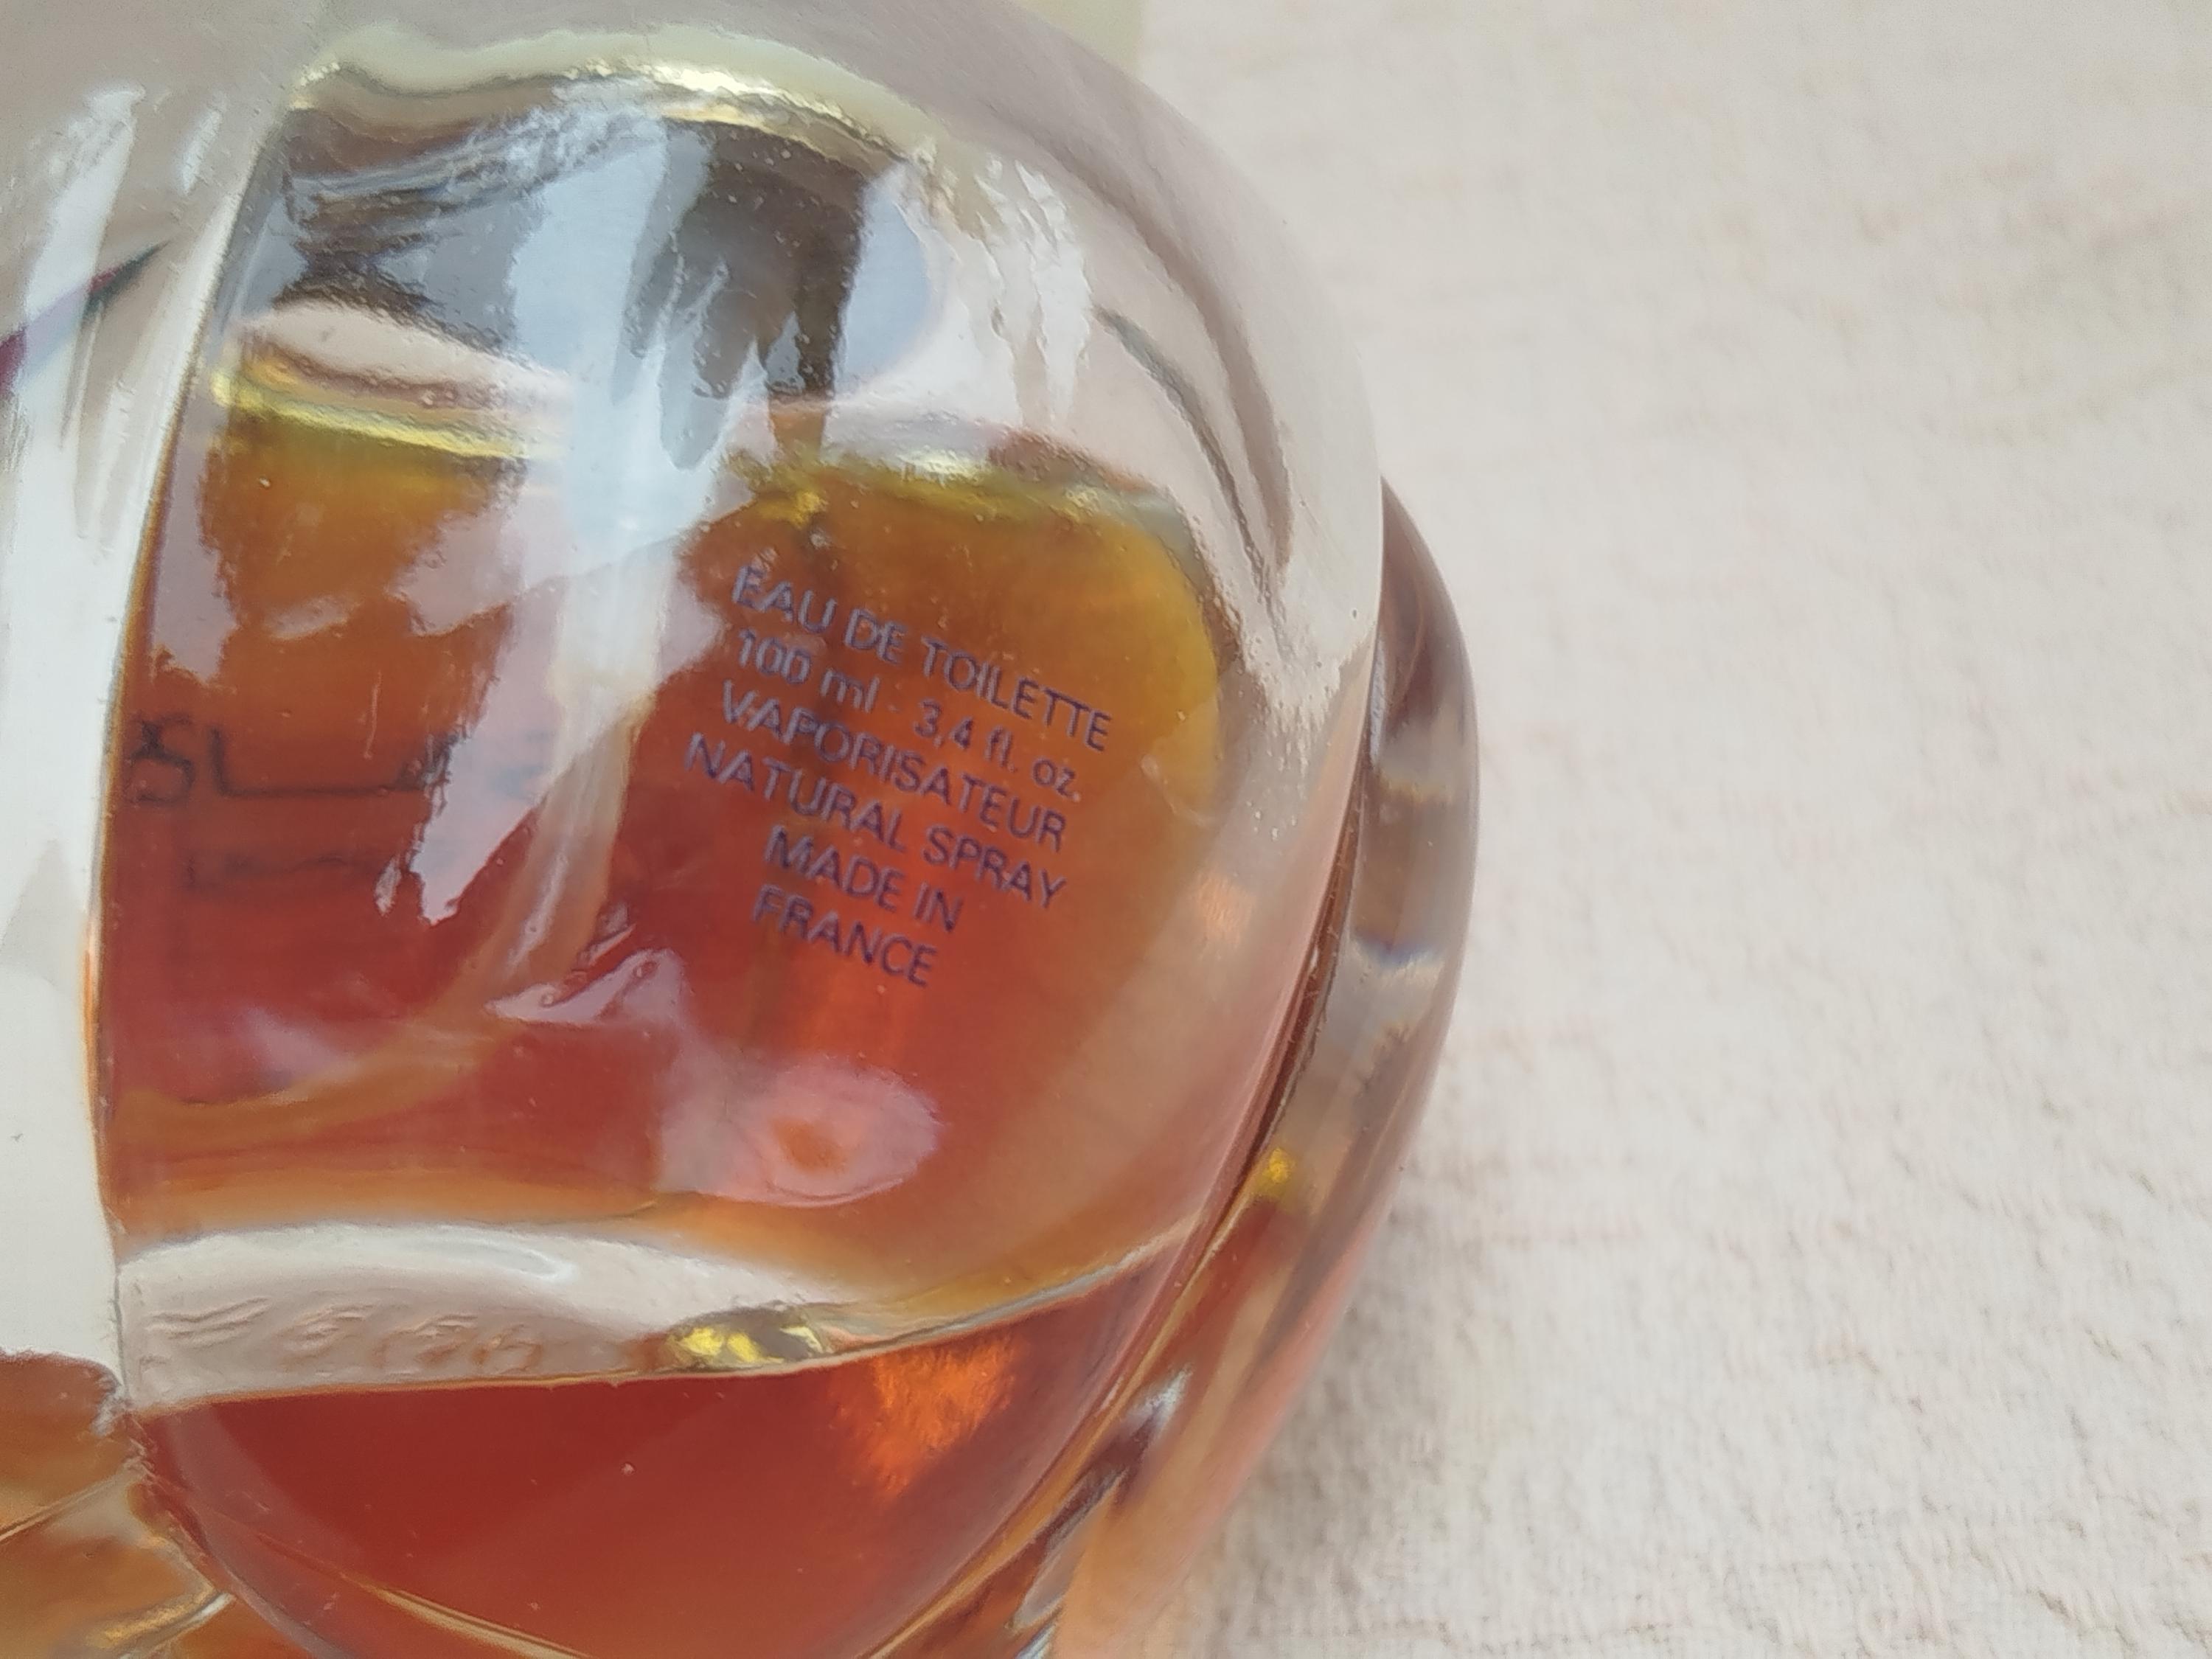 EAU DE TOILETTE
100 ml - 3,4 fl. oz.
VAPORISATEUR
NATURAL SPRAY
MADE IN
FRANCE